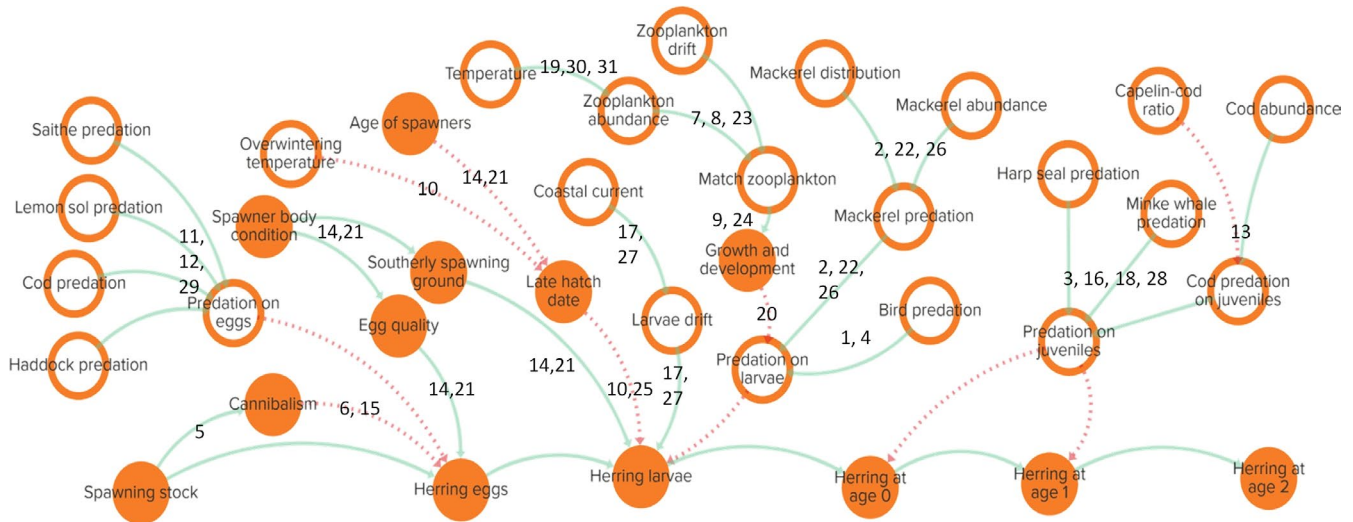 Zooplankton
drift
Temperature
19,30, 31
Zooplankton
abundance
7, 8, 23
Mackerel distribution
Mackerel abundance
2, 22, 26
Capelin-cod
ratio
Cod abundance
Saithe predation
Age of spawners
Overwintering
temperature
10
14,21
Coastal current
17,
27
Match zooplankton
9, 24
Mackerel predation
Harp seal predation
Minke whale
predation
13
Lemon sol predation
11,
12,
29
Spawner body
condition
14,21
Southerly spawning
ground
Late hatch
date
Growth and
development
2, 22,
26
3, 16, 18, 28
Cod predation
on juveniles
Cod predation
Predation on
eggs
Egg quality
Larvae drift
20
Bird predation
1, 4
Predation on
juveniles
Haddock predation
Predation on
larvae
14,21
14,21
10,25
17,
27
Cannibalism
6, 15
5
Spawning stock
Herring eggs
Herring larvae
Herring at
age 0
Herring at
age 1
Herring at
age 2